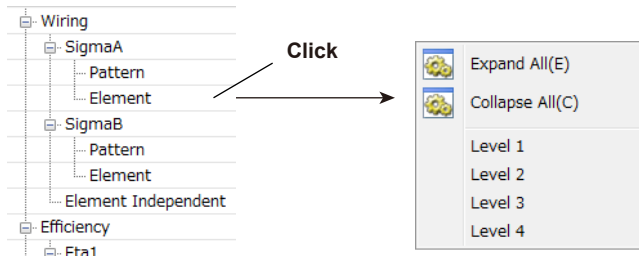 Wiring
SigmaA
Pattern
Element
SigmaB
Pattern
Element
Element Independent
Efficiency
Eta1
Click
Expand All(E)
Collapse All(C)
Level 1
Level 2
Level 3
Level 4